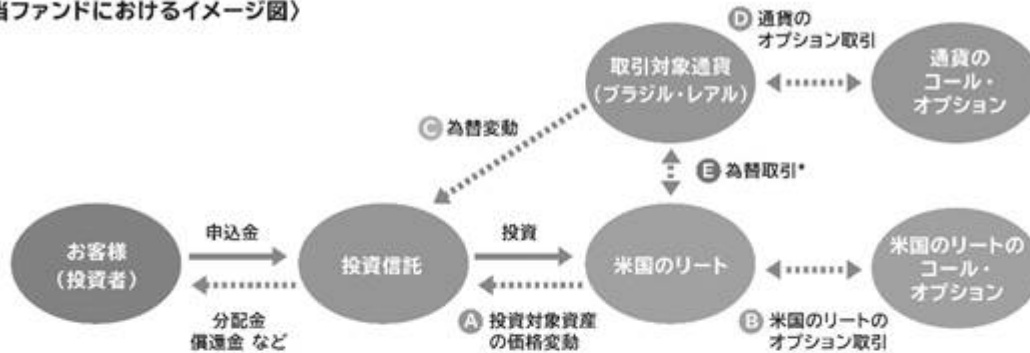 当ファンドにおけるイメージ図〉
D 通貨の
オプション取引
取引対象通貨
(ブラジル・レアル)
通貨の
コール・
オプション
C 為替変動
E 為替取引*
お客様
(投資者)
申込金
分配金
償還金 など
投資信託
投資
A 投資対象資産
の価格変動
米国のリート
B 米国のリートの
オプション取引
米国のリートの
コール・
オプション